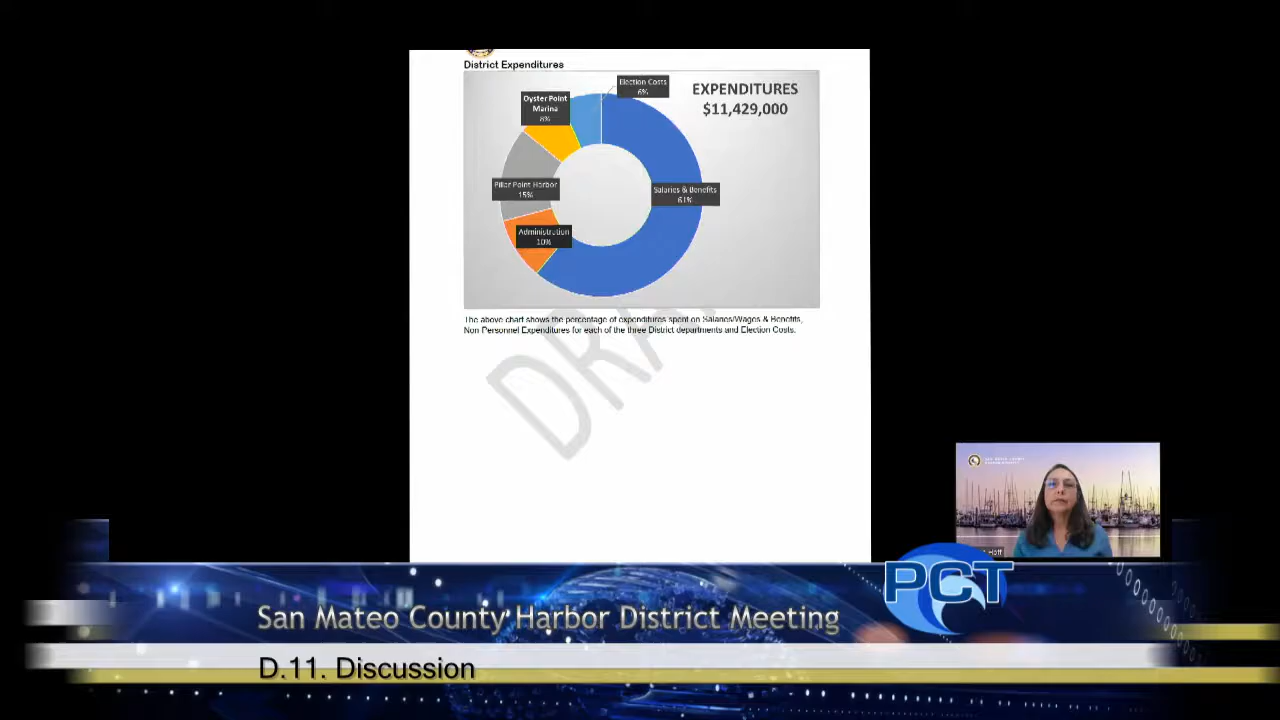 District Expenditures
Election Costs
6%
EXPENDITURES
$11,429,000
Oyster Point
Marina
8%
Pillar Point Harbor
15%
Salaries & Benefits
61%
Administration
10%
The above chart shows the percentage of expenditures spent on Salaries/Wages & Benefits,
Non Personnel Expenditures for each of the three District departments and Election Costs.
DRA
Hoff
PCT
San Mateo County Harbor District Meeting
D.11. Discussion